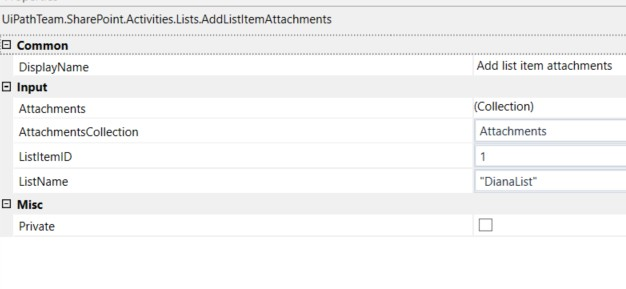 UiPathTeam.SharePoint.Activities.Lists.AddListItemAttachments
Common
DisplayName Add list item attachments
Input
Attachments (Collection)
AttachmentsCollection Attachments
ListItemID 1
ListName "DianaList"
Misc
Private